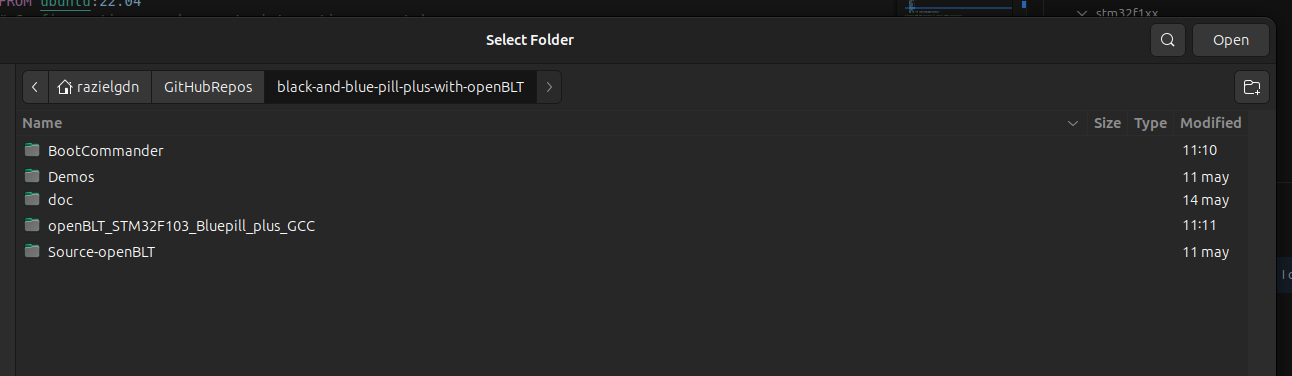 FROM ubuntu:22.04
stm32f1xx
Select Folder
Open
razielgdn GitHubRepos black-and-blue-pill-plus-with-openBLT
Name Size Type Modified
BootCommander 11:10
Demos 11 may
doc 14 may
openBLT_STM32F103_Bluepill_plus_GCC 11:11
Source-openBLT 11 may